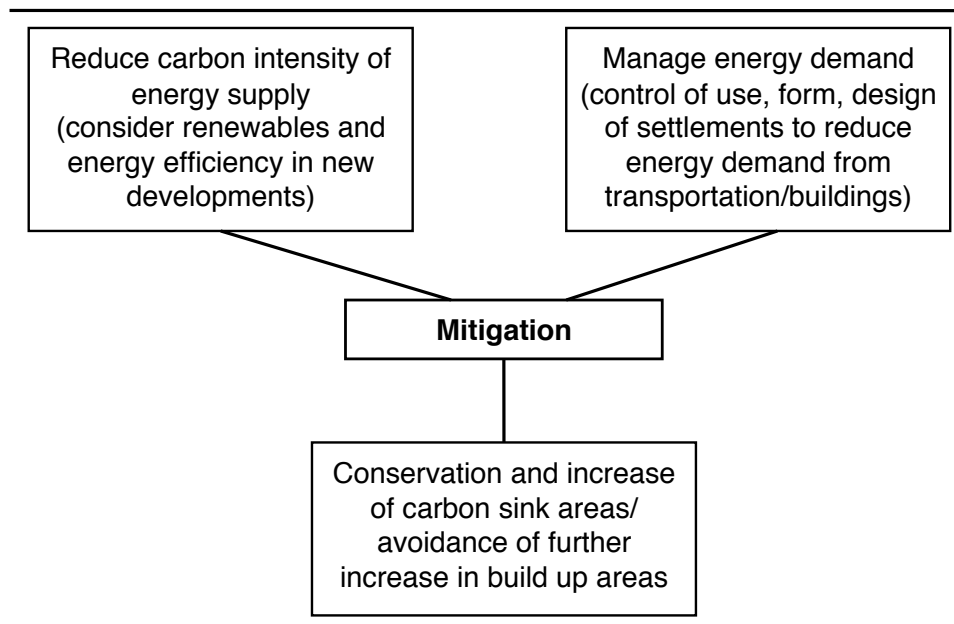 Reduce carbon intensity of
energy supply
(consider renewables and
energy efficiency in new
developments)
Manage energy demand
(control of use, form, design
of settlements to reduce
energy demand from
transportation/buildings)
Mitigation
Conservation and increase
of carbon sink areas/
avoidance of further
increase in build up areas